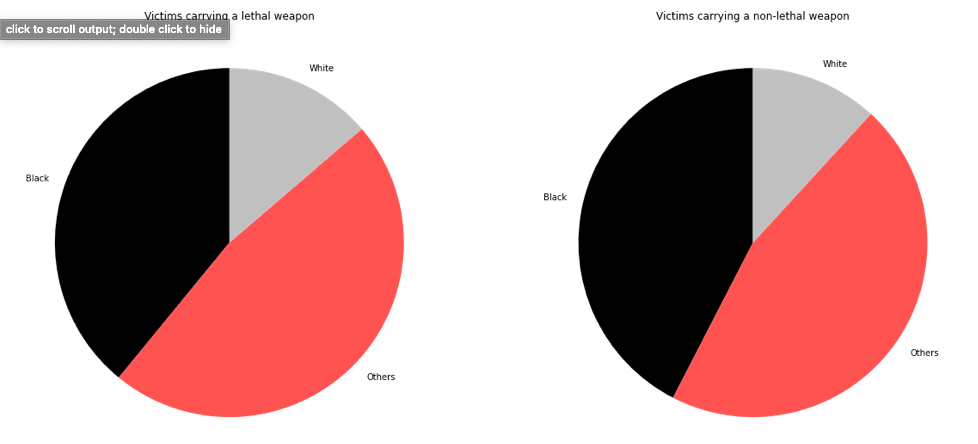 Victims carrying a lethal weapon
click to scroll output; double click to hide
White
Black
Others
Victims carrying a non-lethal weapon
White
Black
Others